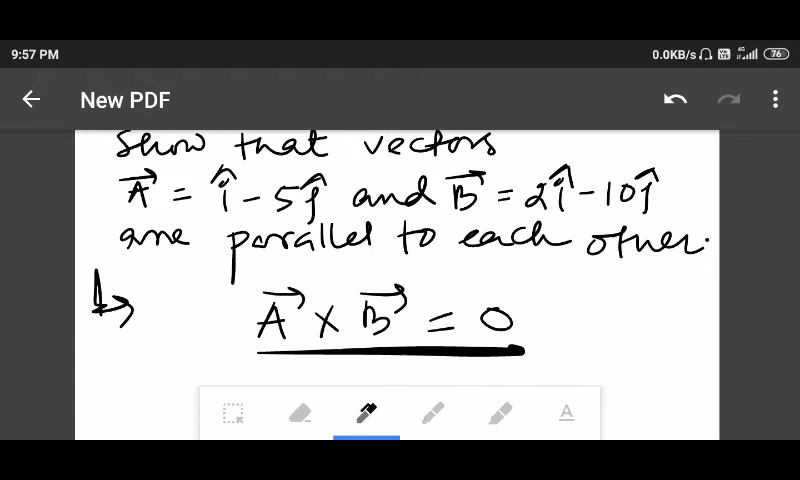 9:57 PM 0.0KB/s 4G 76
New PDF
Show that vectors
A⃗ = î - 5ĵ and B⃗ = 2î - 10ĵ
are parallel to each other.
↳ A⃗ × B⃗ = 0
A